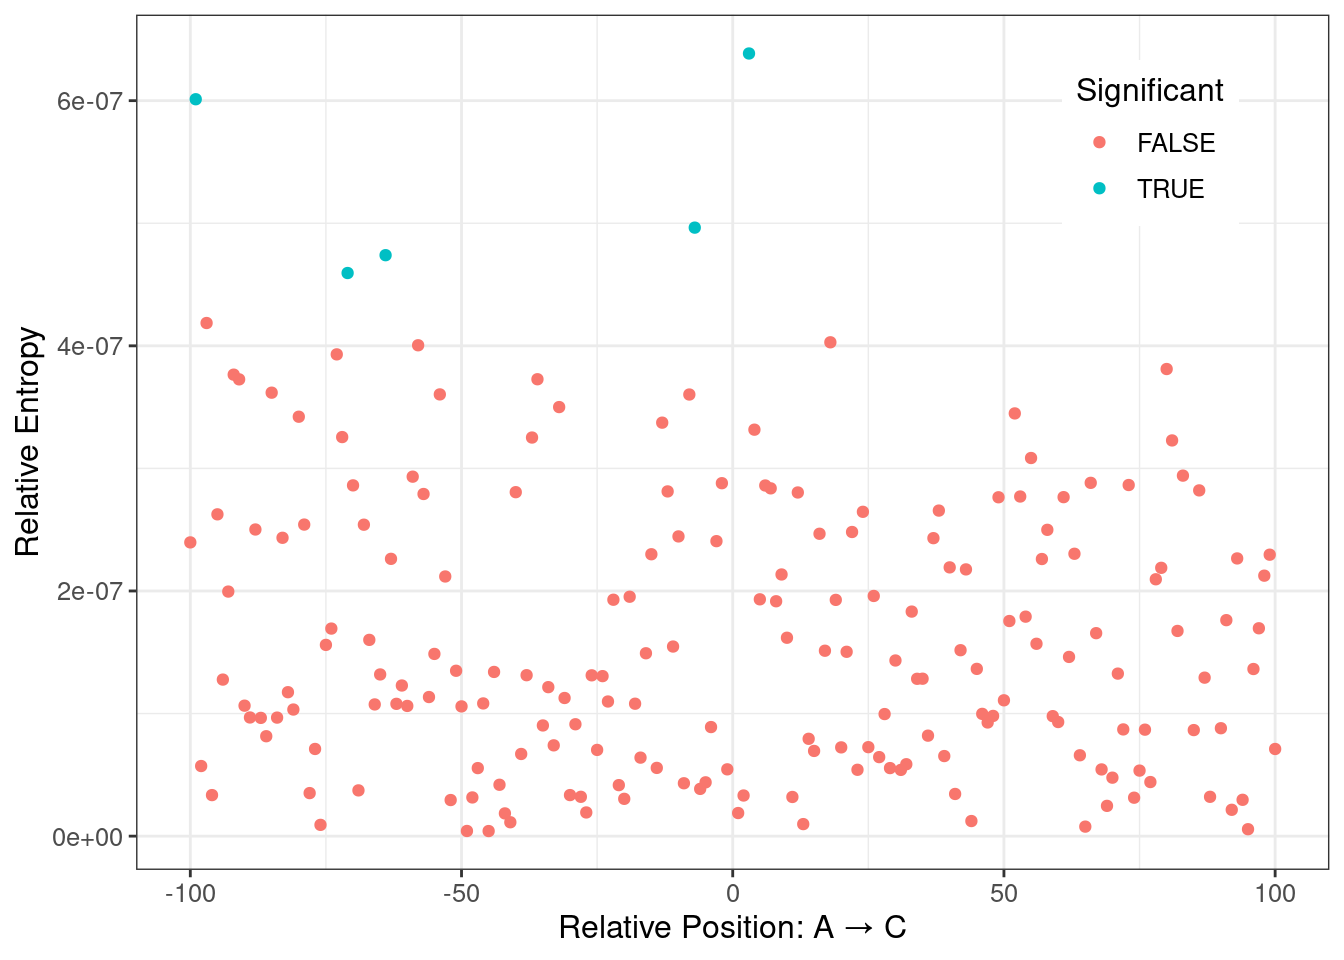 Significant
FALSE
TRUE
6e-07
4e-07
2e-07
0e+00
Relative Entropy
-100
-50
0
50
100
Relative Position: A → C